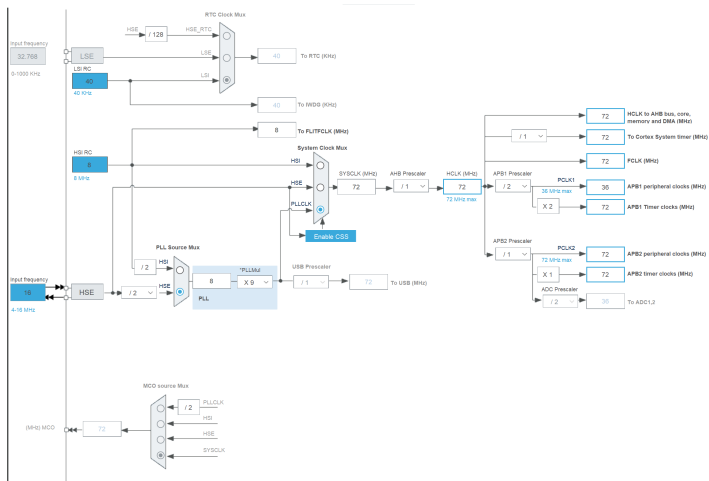 RTC Clock Mux
HSE
/ 128
HSE_RTC
Input frequency
32.768
0-1000 KHz
LSE
LSE
40
To RTC (KHz)
LSI RC
40
40 KHz
LSI
40
To IWDG (KHz)
8
To FLITFCLK (MHz)
HSI RC
8
8 MHz
System Clock Mux
HSI
HSE
PLLCLK
Enable CSS
SYSCLK (MHz)
72
AHB Prescaler
/ 1
HCLK (MHz)
72
72 MHz max
72
HCLK to AHB bus, core,
memory and DMA (MHz)
/ 1
72
To Cortex System timer (MHz)
72
FCLK (MHz)
APB1 Prescaler
/ 2
PCLK1
36 MHz max
36
APB1 peripheral clocks (MHz)
X 2
72
APB1 Timer clocks (MHz)
APB2 Prescaler
/ 1
PCLK2
72 MHz max
72
APB2 peripheral clocks (MHz)
X 1
72
APB2 timer clocks (MHz)
ADC Prescaler
/ 2
36
To ADC1,2
PLL Source Mux
/ 2
HSI
HSE
Input frequency
16
4-16 MHz
HSE
/ 2
8
*PLLMul
X 9
PLL
USB Prescaler
/ 1
72
To USB (MHz)
MCO source Mux
/ 2
PLLCLK
HSI
HSE
SYSCLK
(MHz) MCO
72